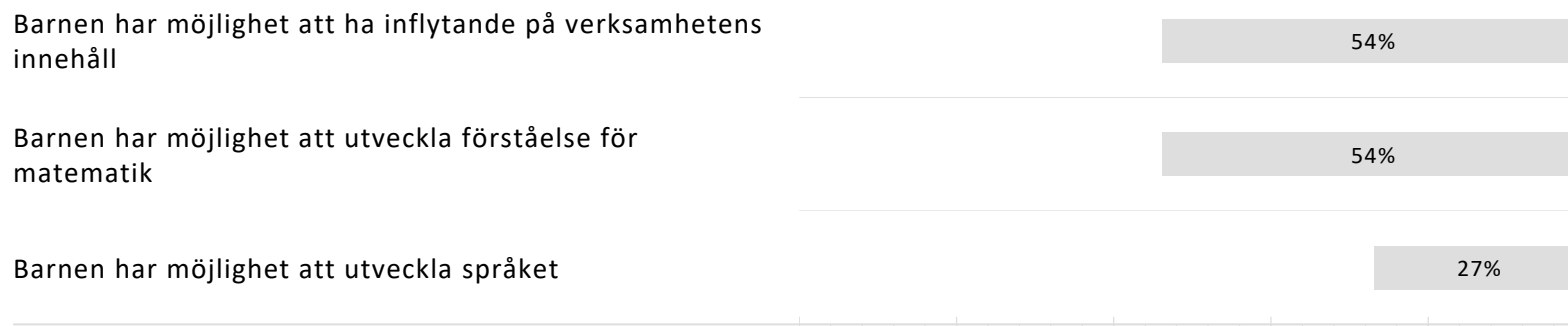 Barnen har möjlighet att ha inflytande på verksamhetens
innehåll
54%
Barnen har möjlighet att utveckla förståelse för
matematik
54%
Barnen har möjlighet att utveckla språket
27%